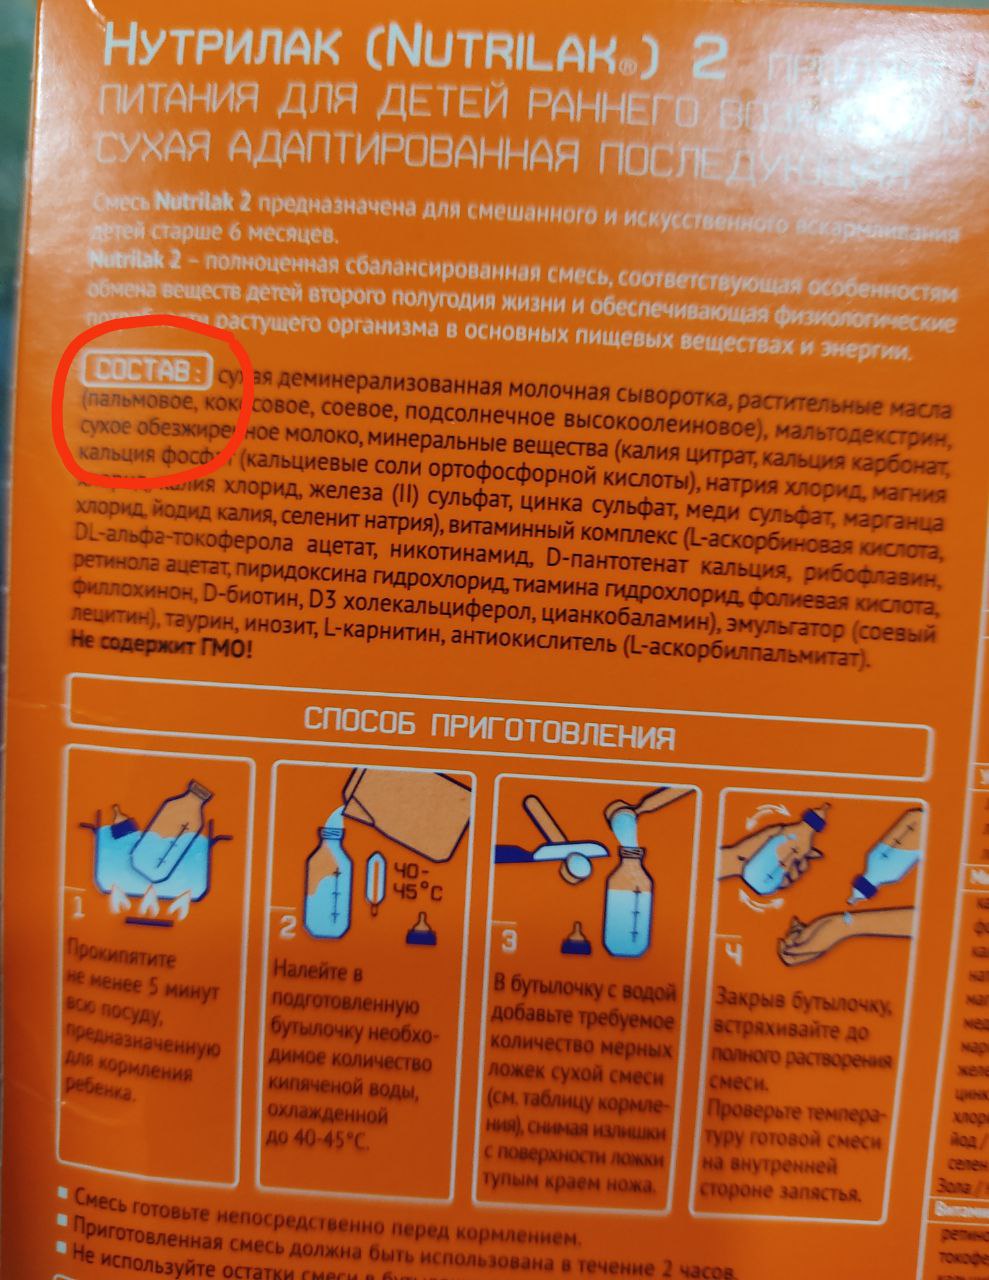 НУТРИЛАК (NUTRILAK®) 2
ПИТАНИЯ ДЛЯ ДЕТЕЙ РАННЕГО
СУХАЯ АДАПТИРОВАННАЯ ПОСЛЕДУЮЩАЯ
Смесь Nutrilak 2 предназначена для смешанного и искусственного вскармливания
детей старше 6 месяцев.
Nutrilak 2 – полноценная сбалансированная смесь, соответствующая особенностям
обмена веществ детей второго полугодия жизни и обеспечивающая физиологические
потребности растущего организма в основных пищевых веществах и энергии.
СОСТАВ: сухая деминерализованная молочная сыворотка, растительные масла
(пальмовое, кокосовое, соевое, подсолнечное высокоолеиновое), мальтодекстрин,
сухое обезжиренное молоко, минеральные вещества (калия цитрат, кальция карбонат,
кальция фосфат (кальциевые соли ортофосфорной кислоты), натрия хлорид, магния
хлорид, калия хлорид, железа (II) сульфат, цинка сульфат, меди сульфат, марганца
хлорид, йодид калия, селенит натрия), витаминный комплекс (L-аскорбиновая кислота,
DL-альфа-токоферола ацетат, никотинамид, D-пантотенат кальция, рибофлавин,
ретинола ацетат, пиридоксина гидрохлорид, тиамина гидрохлорид, фолиевая кислота,
филлохинон, D-биотин, D3 холекальциферол, цианкобаламин), эмульгатор (соевый
лецитин), таурин, инозит, L-карнитин, антиокислитель (L-аскорбилпальмитат).
Не содержит ГМО!
СПОСОБ ПРИГОТОВЛЕНИЯ
1
Прокипятите
не менее 5 минут
всю посуду,
предназначенную
для кормления
ребенка.
40-
45°C
2
Налейте в
подготовленную
бутылочку необхо-
димое количество
кипяченой воды,
охлажденной
до 40-45°C.
3
В бутылочку с водой
добавьте требуемое
количество мерных
ложек сухой смеси
(см. таблицу кормле-
ния), снимая излишки
с поверхности ложки
тупым краем ножа.
4
Закрыв бутылочку,
встряхивайте до
полного растворения
смеси.
Проверьте темпера-
туру готовой смеси
на внутренней
стороне запястья.
Смесь готовьте непосредственно перед кормлением.
Приготовленная смесь должна быть использована в течение 2 часов.
Не используйте остатки смеси в